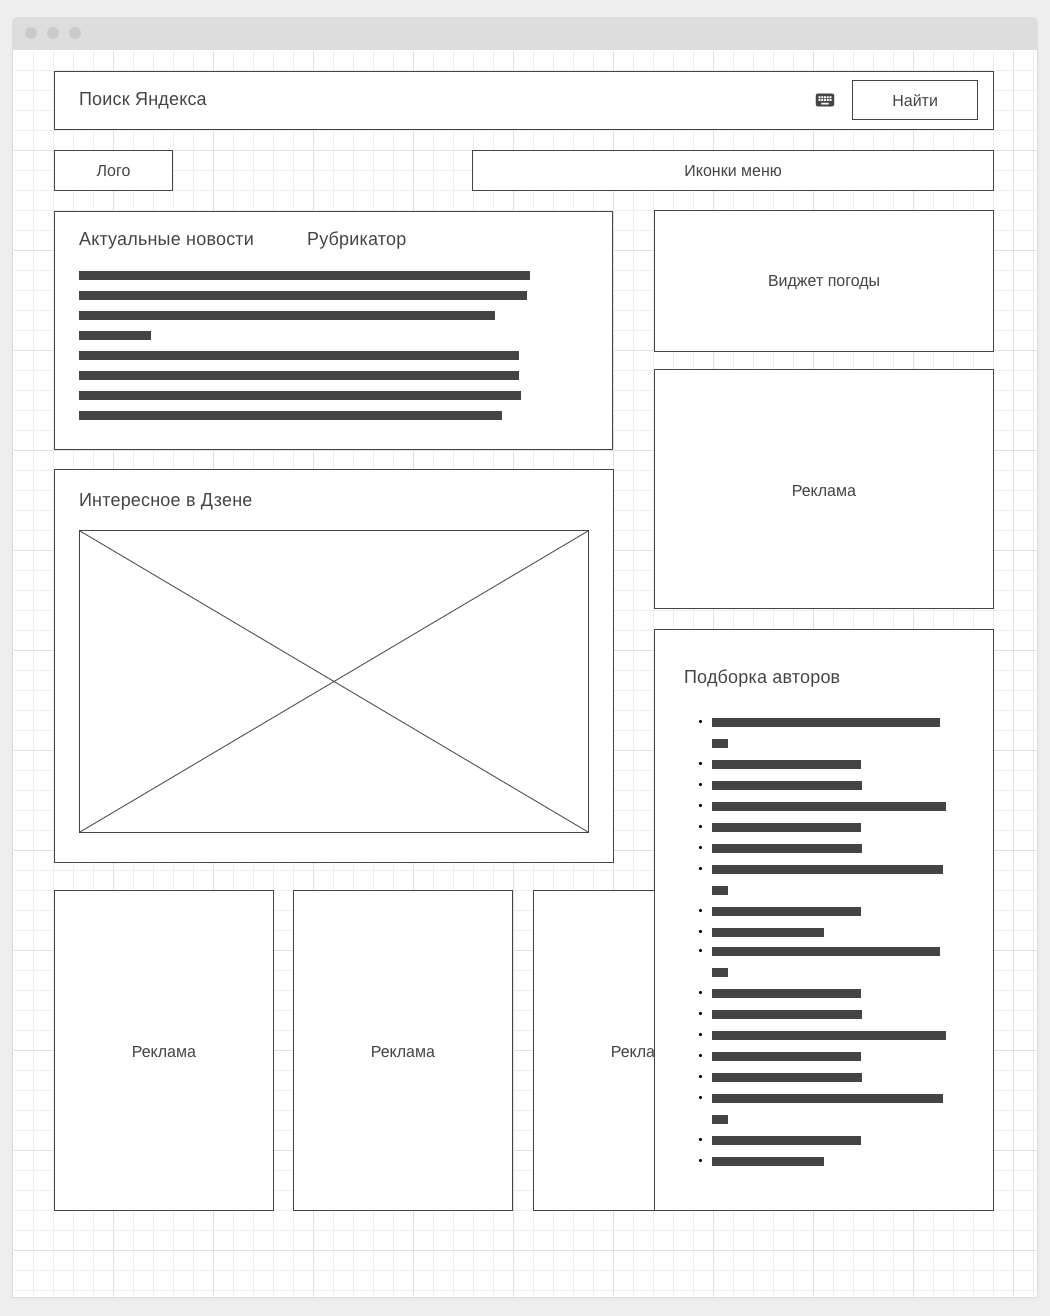 Поиск Яндекса
Найти
Лого
Иконки меню
Актуальные новости
Рубрикатор
Виджет погоды
Реклама
Интересное в Дзене
Подборка авторов
Реклама
Реклама
Рекла